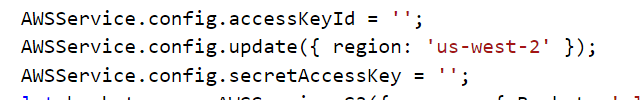 AWSService.config.accessKeyId = '';
AWSService.config.update({ region: 'us-west-2' });
AWSService.config.secretAccessKey = '';